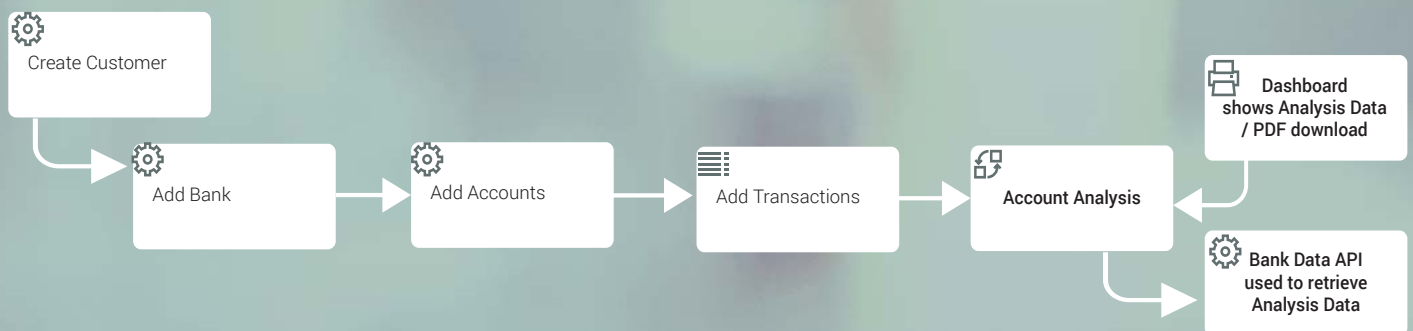 Create Customer
Add Bank
Add Accounts
Add Transactions
Account Analysis
Dashboard
shows Analysis Data
/ PDF download
Bank Data API
used to retrieve
Analysis Data